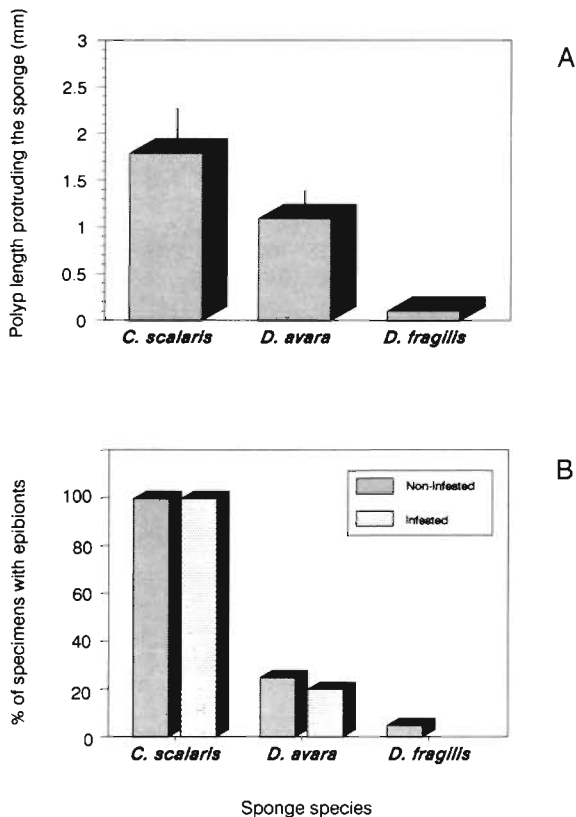 A
Polyp length protruding the sponge (mm)
3
2.5
2
1.5
1
0.5
0
C. scalaris D. avara D. fragilis
B
% of specimens with epibionts
Non-Infested
Infested
100
80
60
40
20
0
C. scalaris D. avara D. fragilis
Sponge species